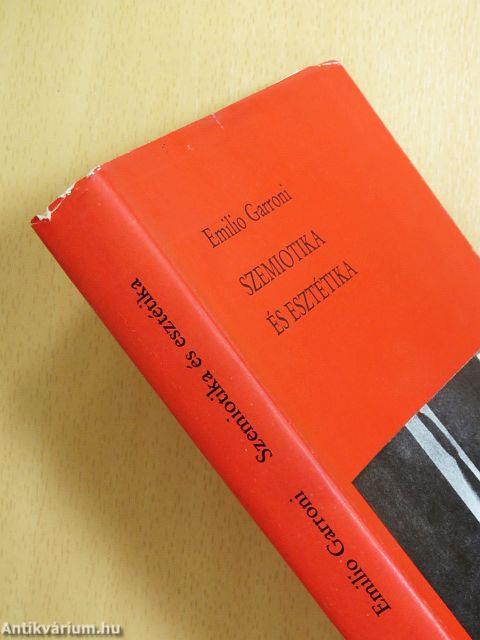 Emilio Garroni
SZEMIOTIKA
ÉS ESZTÉTIKA
Emilio Garroni
Szemiotika és esztétika
Antikvárium.hu